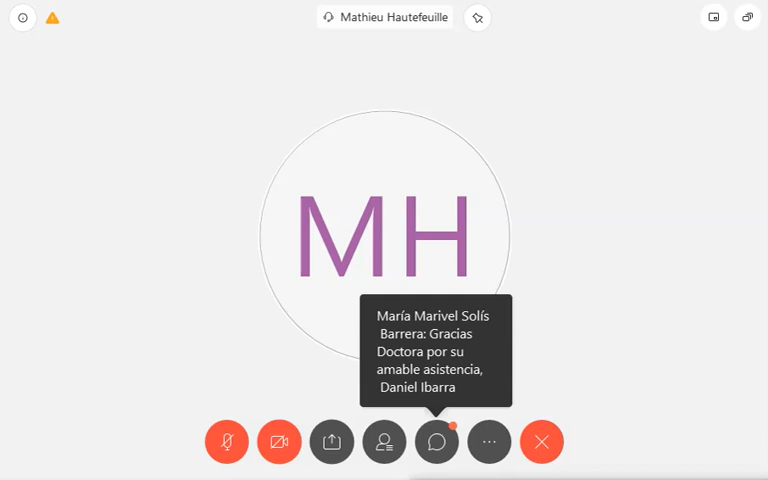 Mathieu Hautefeuille
MH
María Marivel Solís
Barrera: Gracias
Doctora por su
amable asistencia,
Daniel Ibarra